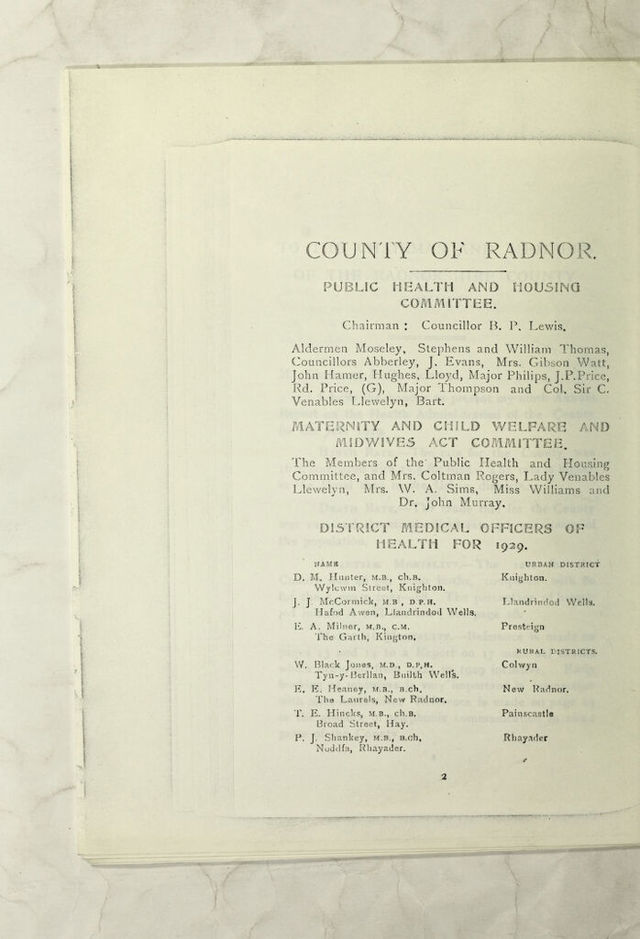 COUNTY OF RADNOR.
PUBLIC HEALTH AND HOUSING
COMMITTEE.
Chairman : Councillor B. P. Lewis.
Aldermen Moseley, Stephens and William Thomas,
Councillors Abberley, J. Evans, Mrs. Gibson Watt,
John Hamer, Hughes, Lloyd, Major Philips, J.P.Price,
Rd. Price, (G), Major Thompson and Col. Sir C.
Venables Llewelyn, Bart.
MATERNITY AND CHILD WELFARE AND
MIDWIVES ACT COMMITTEE.
The Members of the Public Health and Housing
Committee, and Mrs. Coltman Rogers, Lady Venables
Llewelyn, Mrs. W. A. Sims, Miss Williams and
Dr. John Murray.
DISTRICT MEDICAL OFFICERS OF
HEALTH FOR 1929.
NAME URBAN DISTRICT
D. M. Hunter, M.B., ch.B. Knighton.
Wylcwm Street, Knighton.
J. J. McCormick, M.B , D.P.H. Llandrindod Wells.
Hafod Awen, Llandrindod Wells.
E. A. Milner, M.B., C.M. Presteign
The Garth, Kington.
RURAL DISTRICTS.
W. Black Jones, M.D., D.P.H. Colwyn
Tyn-y-Berllan, Builth Wells.
E. E. Heaney, M.B., B.ch. New Radnor.
The Laurels, New Radnor.
T. E. Hincks, M.B., ch.B. Painscastle
Broad Street, Hay.
P. J. Shankey, M.B., B.ch. Rhayader
Nuddfa, Rhayader.
2